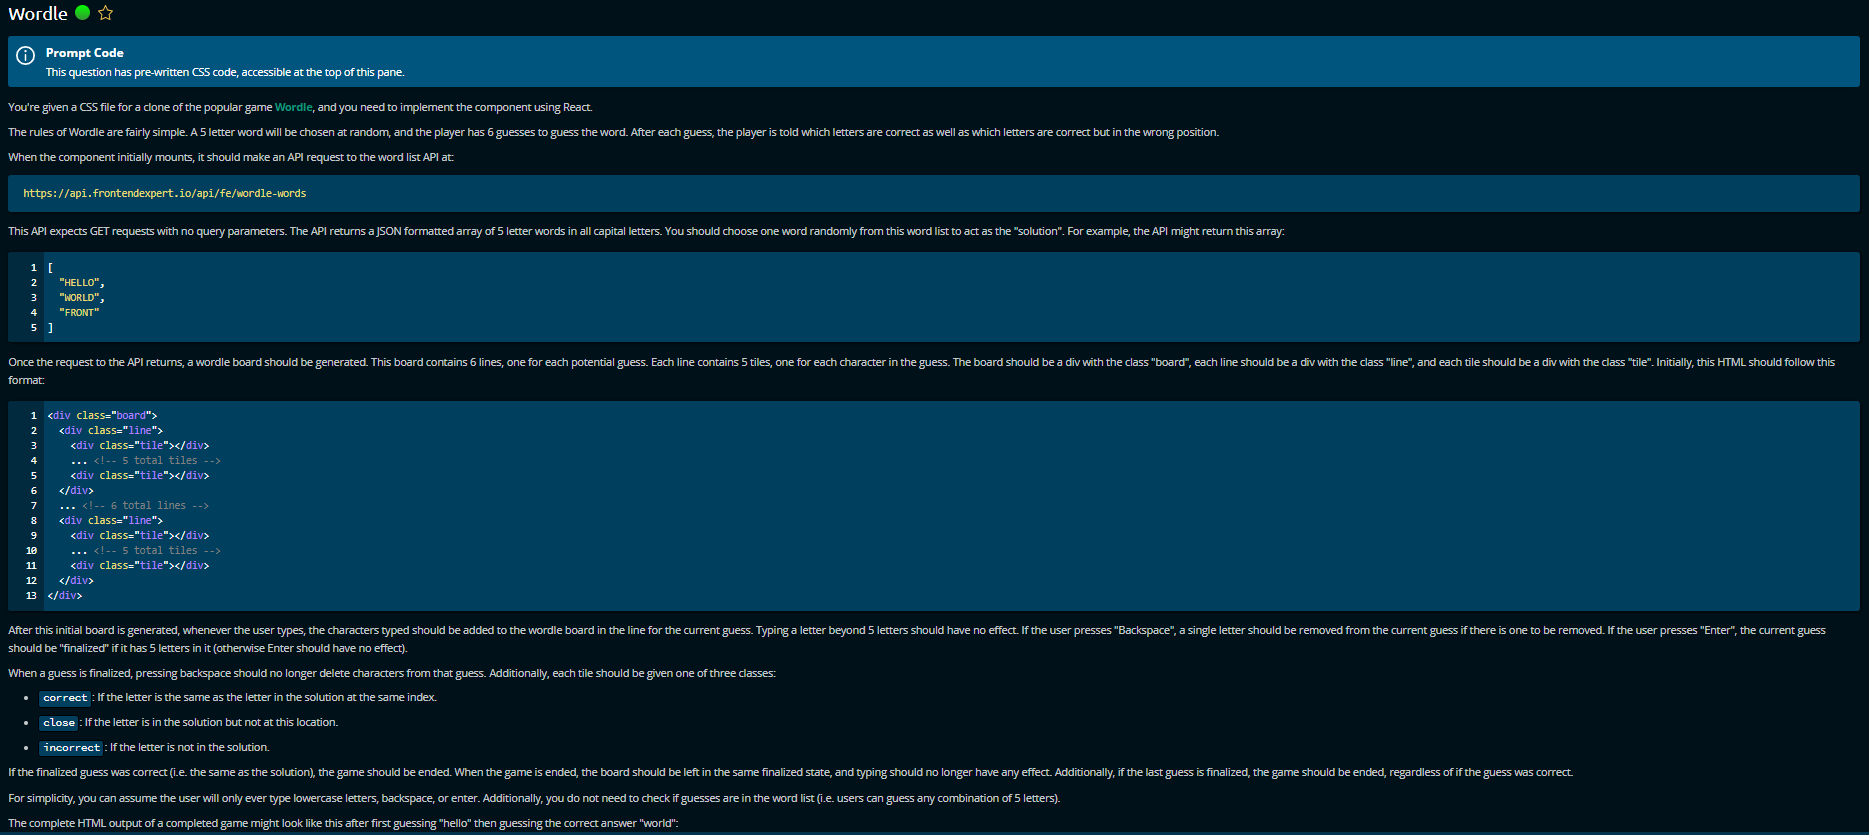 Wordle
Prompt Code
This question has pre-written CSS code, accessible at the top of this pane.
You're given a CSS file for a clone of the popular game Wordle, and you need to implement the component using React.
The rules of Wordle are fairly simple. A 5 letter word will be chosen at random, and the player has 6 guesses to guess the word. After each guess, the player is told which letters are correct as well as which letters are correct but in the wrong position.
When the component initially mounts, it should make an API request to the word list API at:
https://api.frontendexpert.io/api/fe/wordle-words
This API expects GET requests with no query parameters. The API returns a JSON formatted array of 5 letter words in all capital letters. You should choose one word randomly from this word list to act as the "solution". For example, the API might return this array:
1 [
2 "HELLO",
3 "WORLD",
4 "FRONT"
5 ]
Once the request to the API returns, a wordle board should be generated. This board contains 6 lines, one for each potential guess. Each line contains 5 tiles, one for each character in the guess. The board should be a div with the class "board", each line should be a div with the class "line", and each tile should be a div with the class "tile". Initially, this HTML should follow this
format:
1 <div class="board">
2 <div class="line">
3 <div class="tile"></div>
4 ... <!-- 5 total tiles -->
5 <div class="tile"></div>
6 </div>
7 ... <!-- 6 total lines -->
8 <div class="line">
9 <div class="tile"></div>
10 ... <!-- 5 total tiles -->
11 <div class="tile"></div>
12 </div>
13 </div>
After this initial board is generated, whenever the user types, the characters typed should be added to the wordle board in the line for the current guess. Typing a letter beyond 5 letters should have no effect. If the user presses "Backspace", a single letter should be removed from the current guess if there is one to be removed. If the user presses "Enter", the current guess
should be "finalized" if it has 5 letters in it (otherwise Enter should have no effect).
When a guess is finalized, pressing backspace should no longer delete characters from that guess. Additionally, each tile should be given one of three classes:
• correct: If the letter is the same as the letter in the solution at the same index.
• close: If the letter is in the solution but not at this location.
• incorrect: If the letter is not in the solution.
If the finalized guess was correct (i.e. the same as the solution), the game should be ended. When the game is ended, the board should be left in the same finalized state, and typing should no longer have any effect. Additionally, if the last guess is finalized, the game should be ended, regardless of if the guess was correct.
For simplicity, you can assume the user will only ever type lowercase letters, backspace, or enter. Additionally, you do not need to check if guesses are in the word list (i.e. users can guess any combination of 5 letters).
The complete HTML output of a completed game might look like this after first guessing "hello" then guessing the correct answer "world":